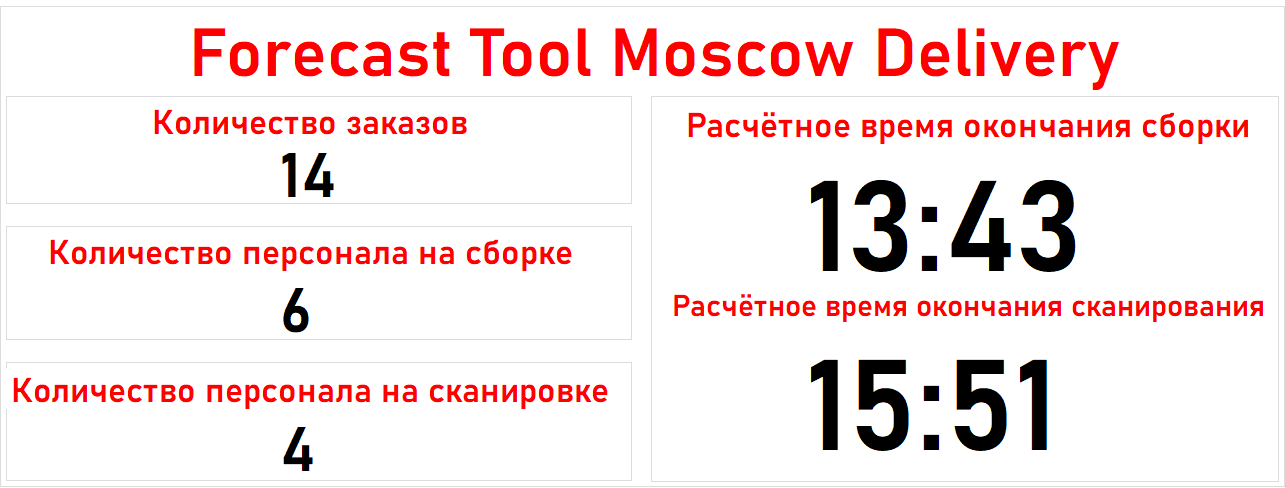 Forecast Tool Moscow Delivery
Количество заказов
14
Количество персонала на сборке
6
Количество персонала на сканировке
4
Расчётное время окончания сборки
13:43
Расчётное время окончания сканирования
15:51